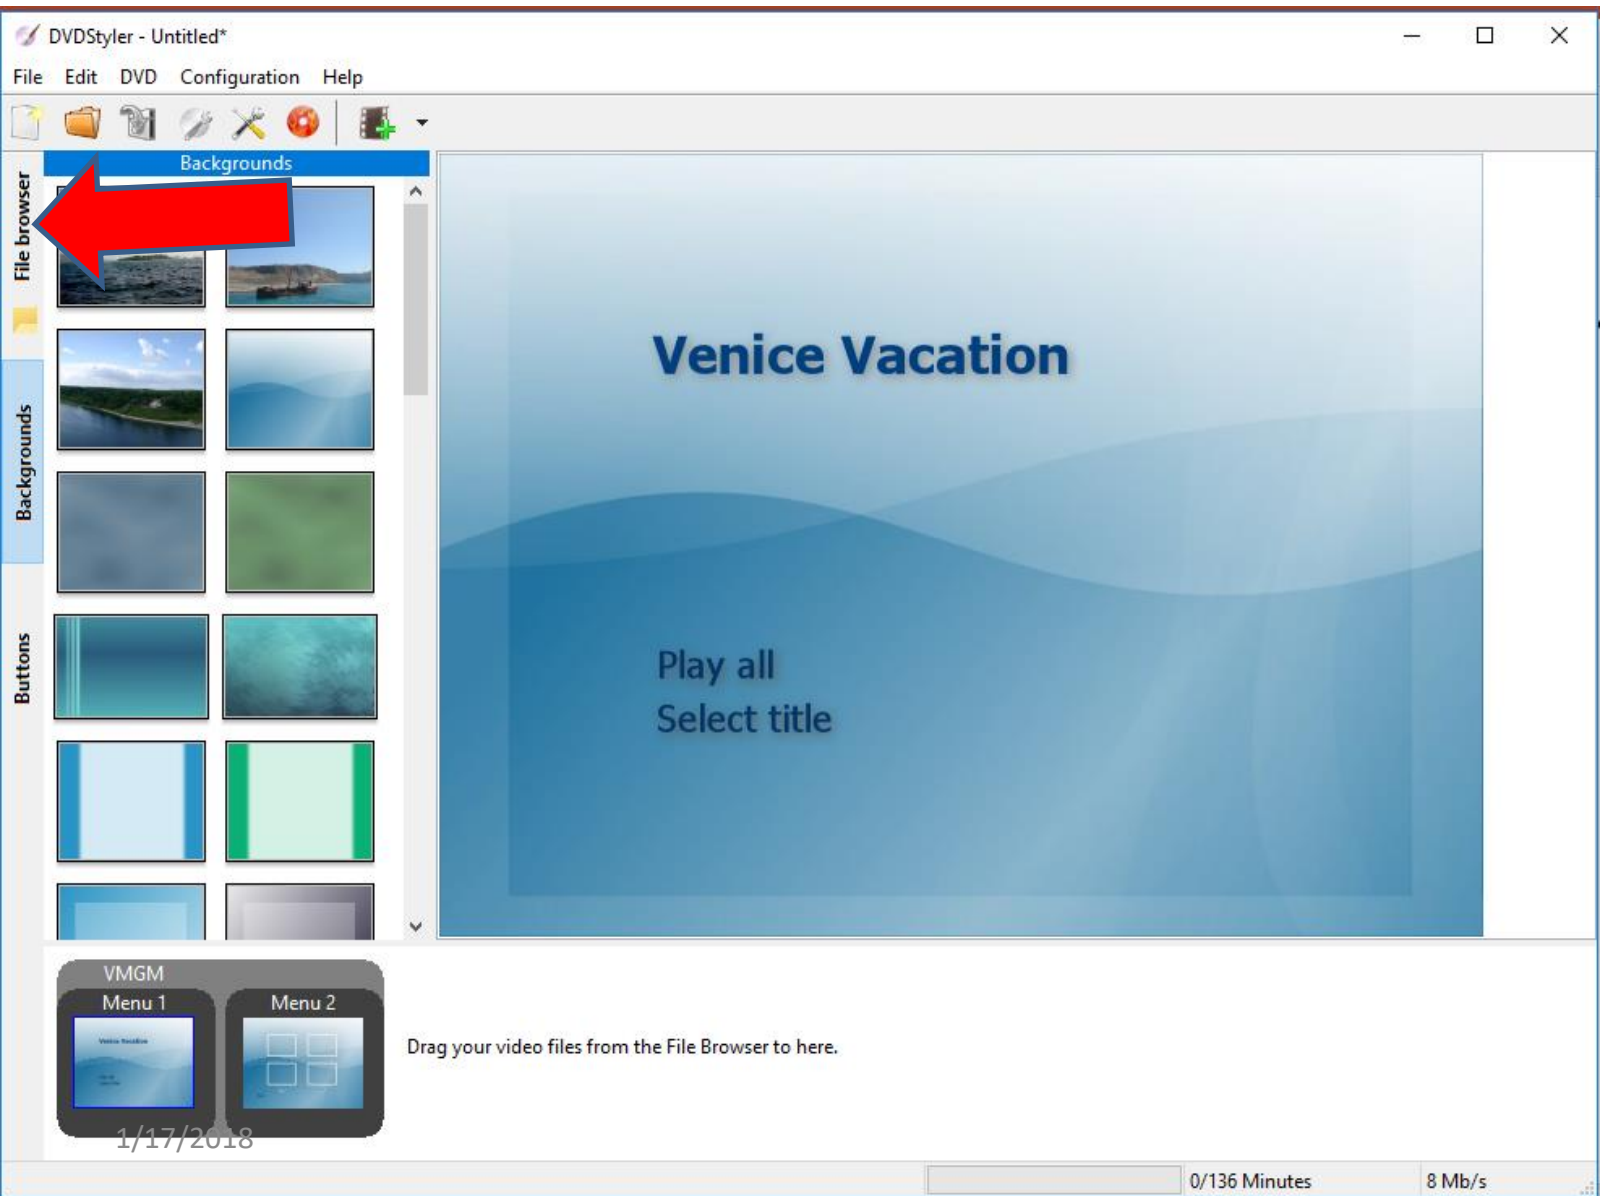 DVDStyler - Untitled*
File Edit DVD Configuration Help
Backgrounds
File browser
Backgrounds
Buttons
Venice Vacation
Play all
Select title
VMGM
Menu 1 Menu 2
Venice Vacation
Drag your video files from the File Browser to here.
1/17/2018
0/136 Minutes 8 Mb/s